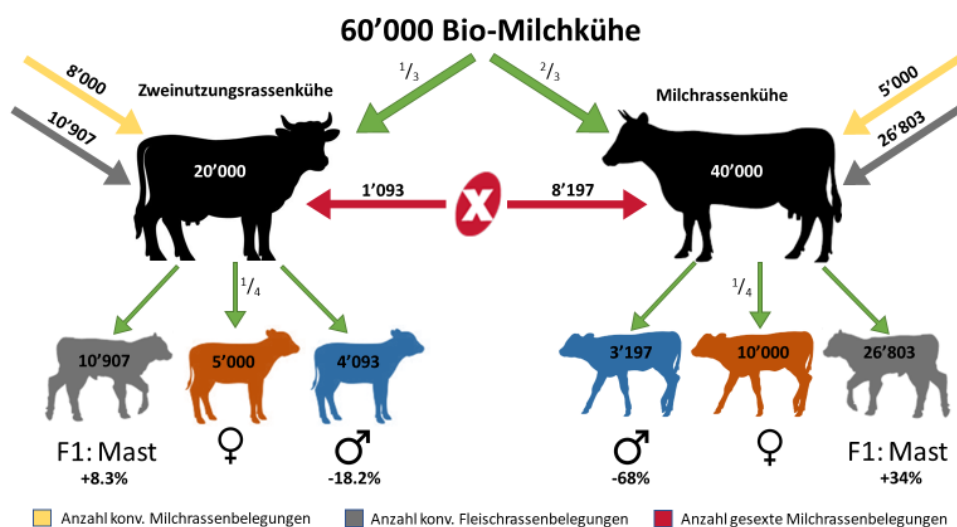 60’000 Bio-Milchkühe
1/3
2/3
8’000
Zweinutzungsrassenkühe
Milchrassenkühe
5’000
10’907
26’803
20’000
40’000
1’093
X
8’197
1/4
1/4
10’907
5’000
4’093
3’197
10’000
26’803
♀
♂
♂
♀
F1: Mast
F1: Mast
+8.3%
-18.2%
-68%
+34%
Anzahl konv. Milchrassenbelegungen
Anzahl konv. Fleischrassenbelegungen
Anzahl gesexte Milchrassenbelegungen